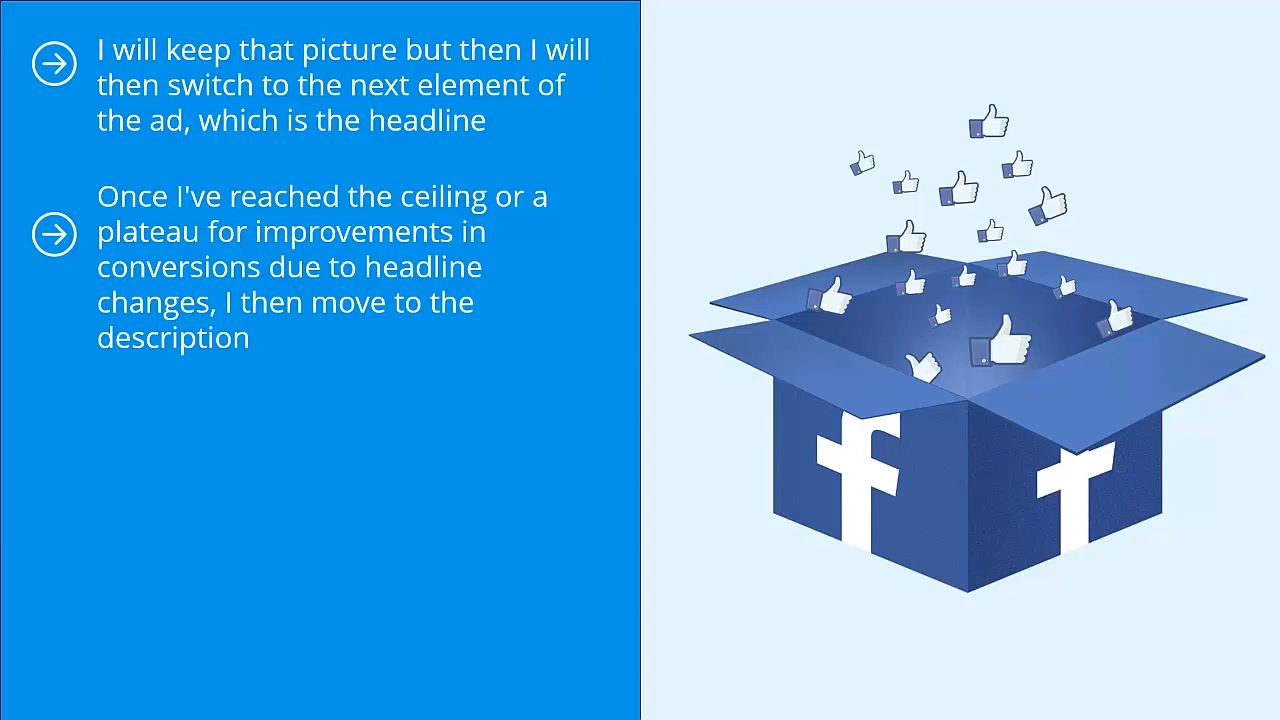 I will keep that picture but then I will
then switch to the next element of
the ad, which is the headline
Once I've reached the ceiling or a
plateau for improvements in
conversions due to headline
changes, I then move to the
description
f
f